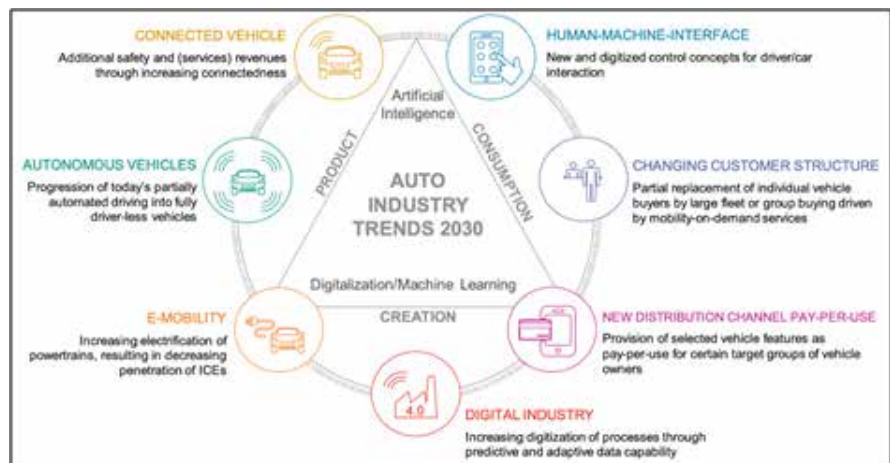 CONNECTED VEHICLE
Additional safety and (services) revenues
through increasing connectedness
HUMAN-MACHINE-INTERFACE
New and digitized control concepts for driver/car
interaction
Artificial
Intelligence
PRODUCT
CONSUMPTION
AUTONOMOUS VEHICLES
Progression of today's partially
automated driving into fully
driver-less vehicles
AUTO
INDUSTRY
TRENDS 2030
CHANGING CUSTOMER STRUCTURE
Partial replacement of individual vehicle
buyers by large fleet or group buying driven
by mobility-on-demand services
Digitalization/Machine Learning
CREATION
E-MOBILITY
Increasing electrification of
powertrains, resulting in decreasing
penetration of ICEs
NEW DISTRIBUTION CHANNEL PAY-PER-USE
Provision of selected vehicle features as
pay-per-use for certain target groups of vehicle
owners
4.0
DIGITAL INDUSTRY
Increasing digitization of processes through
predictive and adaptive data capability